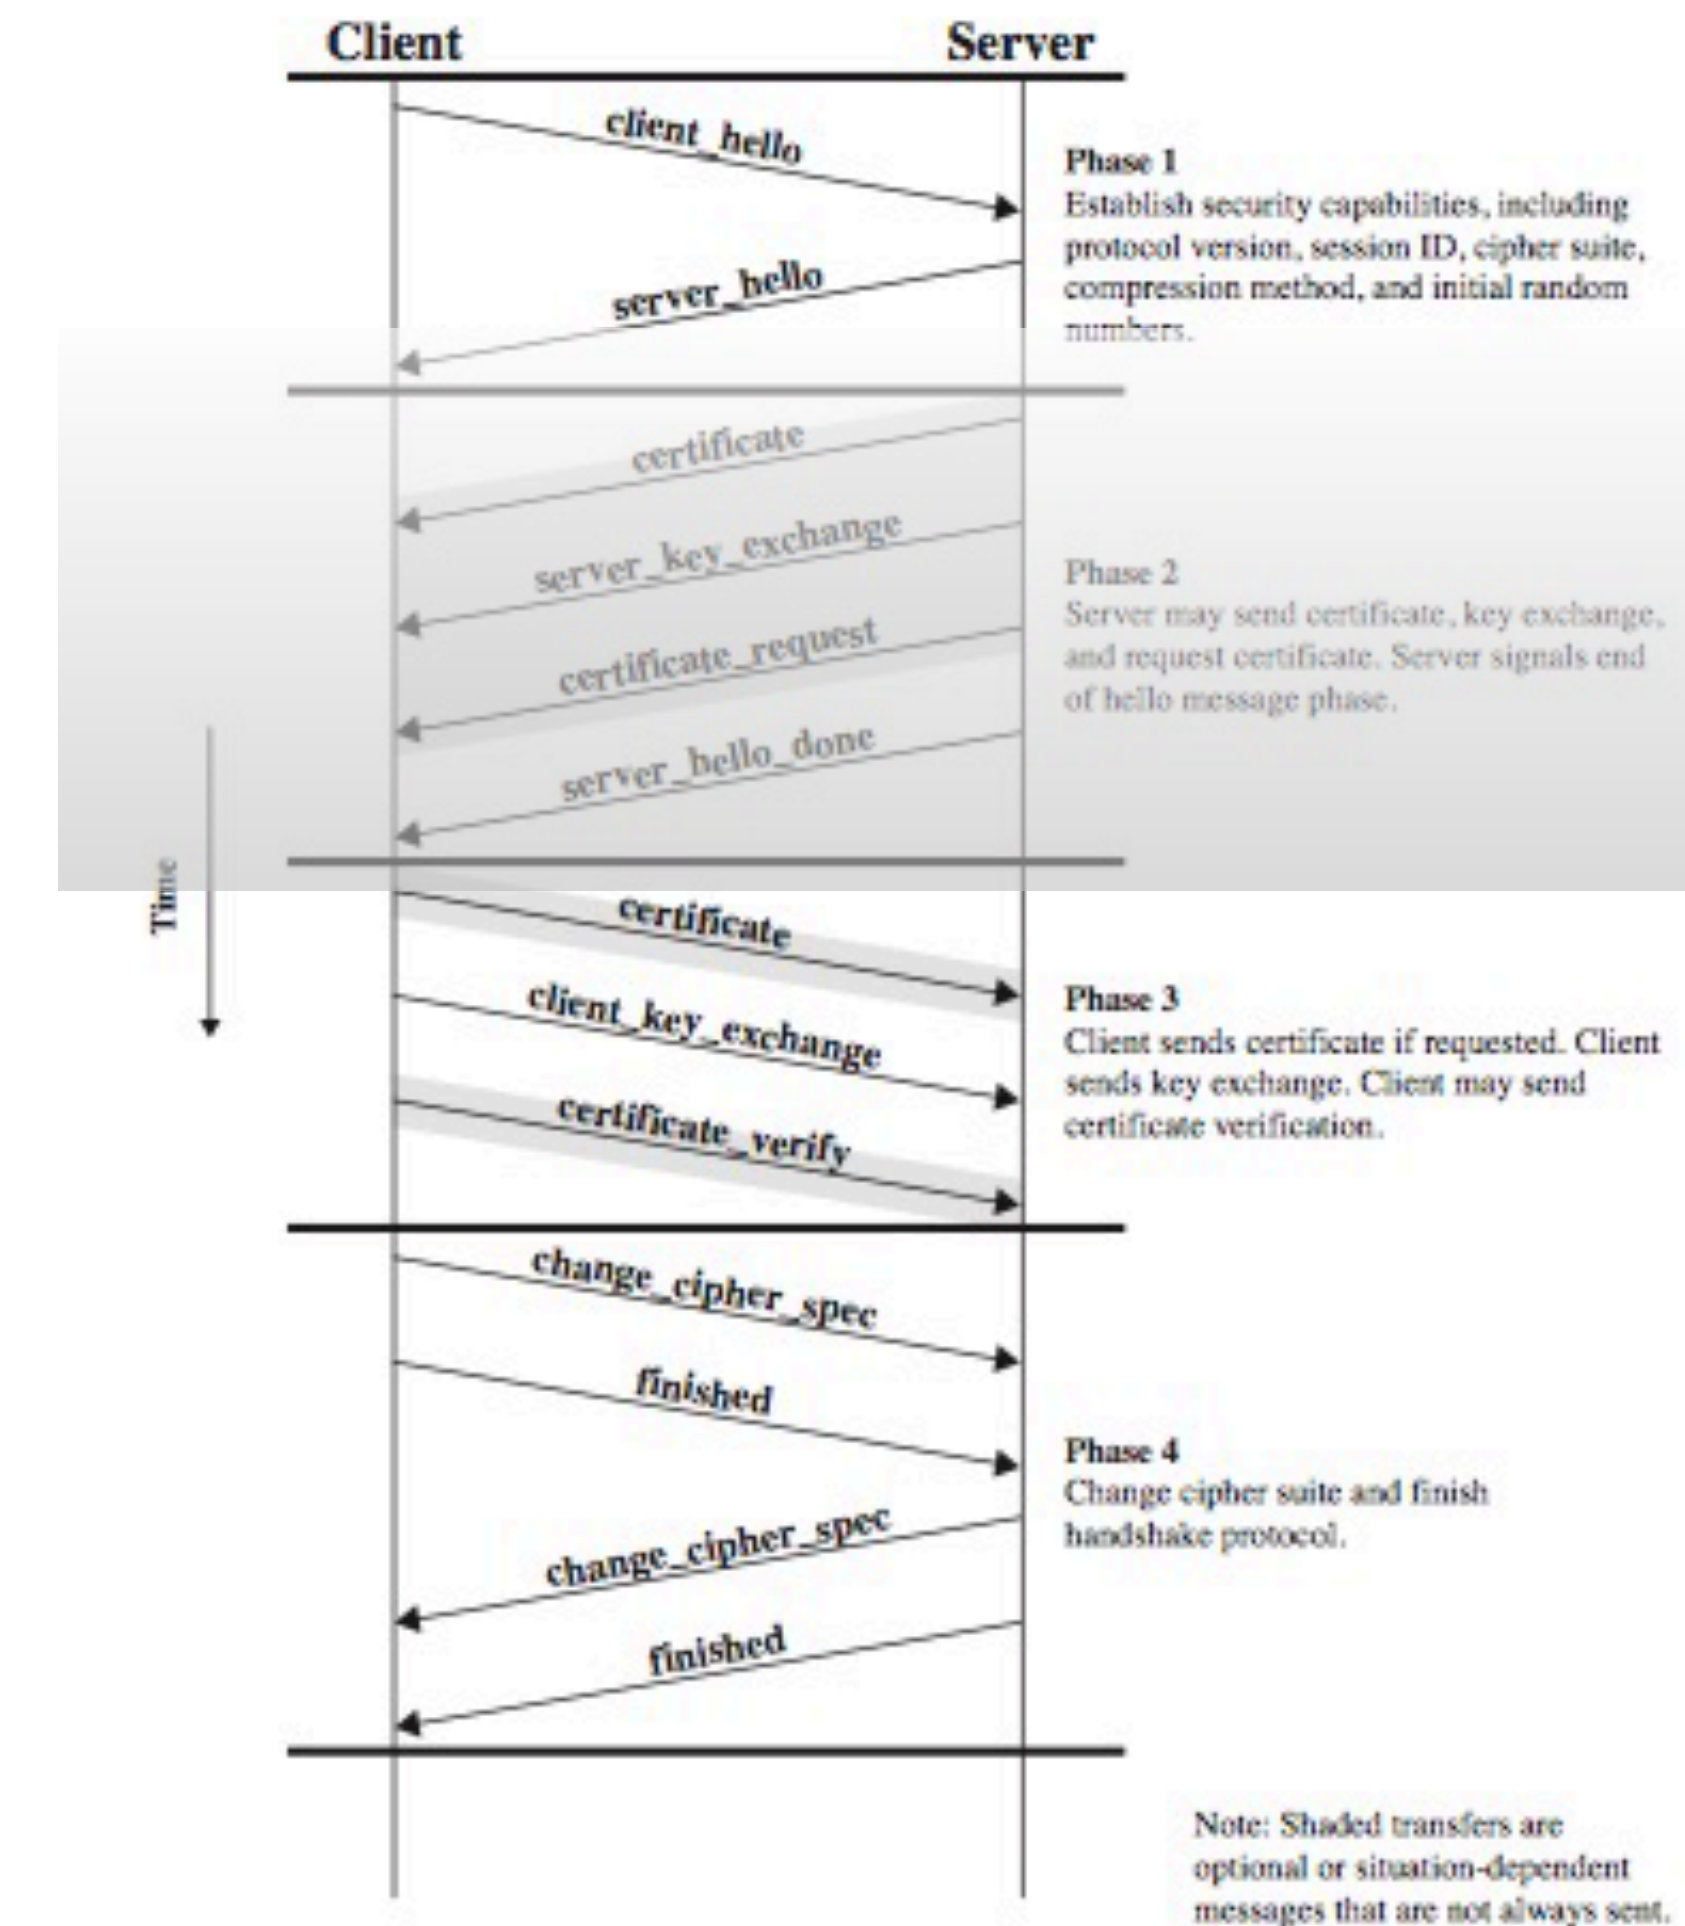 Client
Server
client_hello
Phase 1
Establish security capabilities, including
protocol version, session ID, cipher suite,
compression method, and initial random
numbers.
server_hello
certificate
server_key_exchange
Phase 2
Server may send certificate, key exchange,
and request certificate. Server signals end
of hello message phase.
certificate_request
server_hello_done
Time
certificate
client_key_exchange
Phase 3
Client sends certificate if requested. Client
sends key exchange. Client may send
certificate verification.
certificate_verify
change_cipher_spec
finished
Phase 4
Change cipher suite and finish
handshake protocol.
change_cipher_spec
finished
Note: Shaded transfers are
optional or situation-dependent
messages that are not always sent.